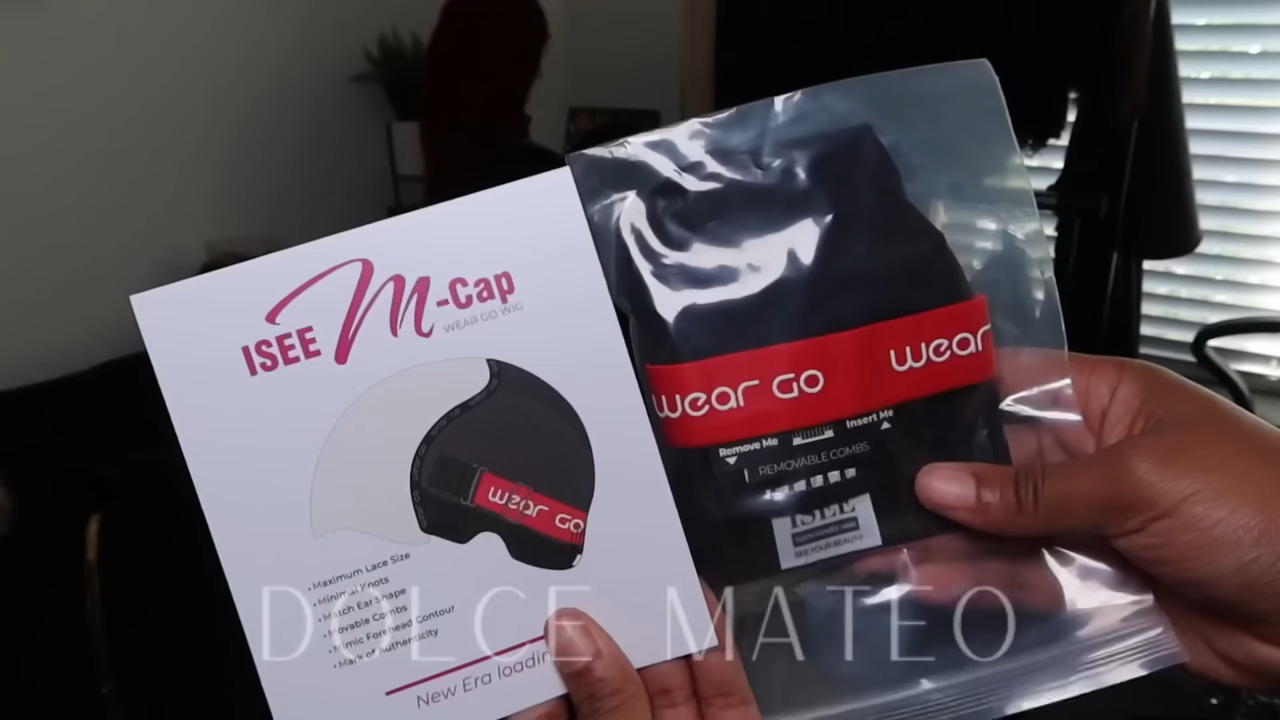 ISEE M-Cap
WEAR GO WIG
wear GO
• Maximum Lace Size
• Minimal Knots
• Match Ear Shape
• Movable Combs
• Mimic Forehead Contour
• Mark of Authenticity
New Era loadin
wear GO wear
Remove Me
Insert Me
REMOVABLE COMBS
ISEE
SEE YOUR BEAUTY
DOLCE MATEO